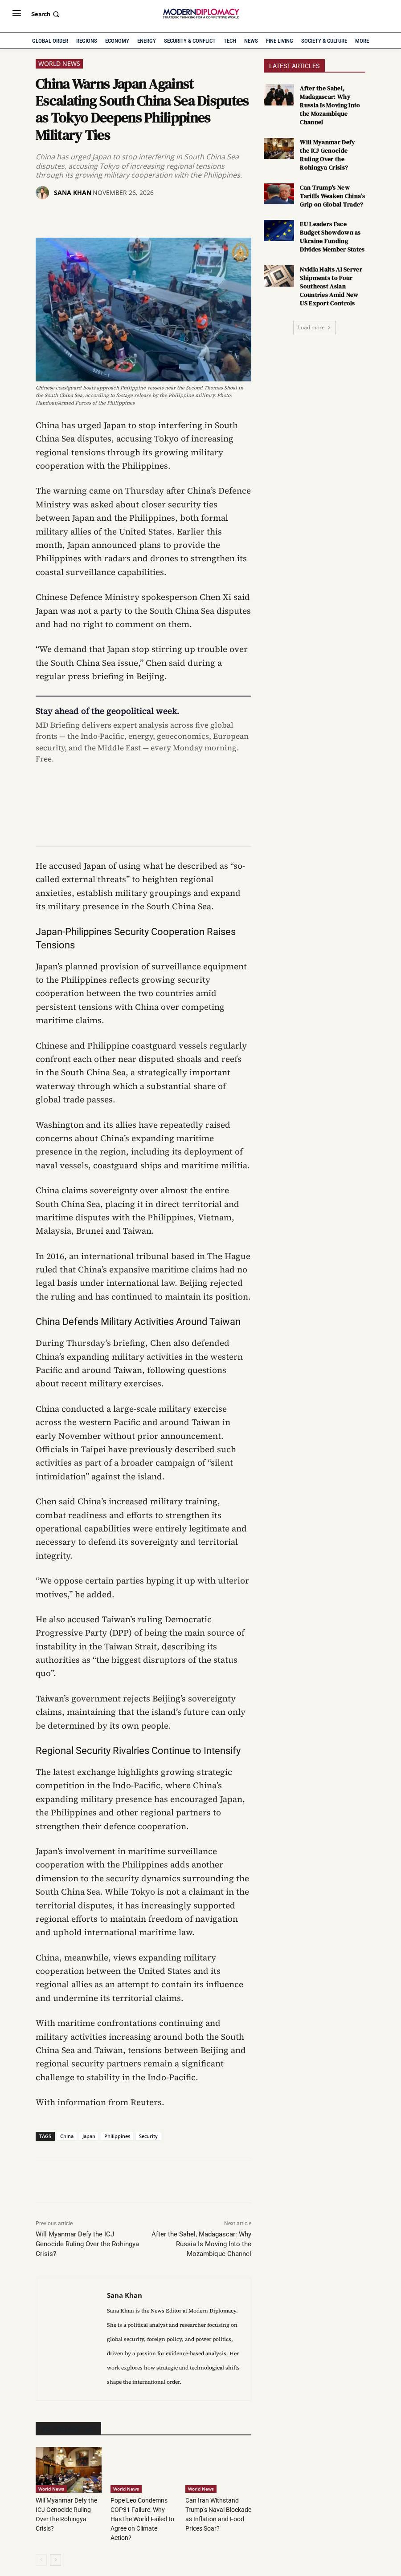 Search
MODERNDIPLOMACY
STRATEGIC THINKING FOR A COMPLEX WORLD
GLOBAL ORDER REGIONS ECONOMY ENERGY SECURITY & CONFLICT TECH NEWS FINE LIVING SOCIETY & CULTURE MORE
WORLD NEWS
China Warns Japan Against
Escalating South China Sea Disputes
as Tokyo Deepens Philippines
Military Ties
China has urged Japan to stop interfering in South China Sea
disputes, accusing Tokyo of increasing regional tensions
through its growing military cooperation with the Philippines.
SANA KHAN NOVEMBER 26, 2026
Chinese coastguard boats approach Philippine vessels near the Second Thomas Shoal in
the South China Sea, according to footage release by the Philippine military. Photo:
Handout/Armed Forces of the Philippines
China has urged Japan to stop interfering in South
China Sea disputes, accusing Tokyo of increasing
regional tensions through its growing military
cooperation with the Philippines.
The warning came on Thursday after China's Defence
Ministry was asked about closer security ties
between Japan and the Philippines, both formal
military allies of the United States. Earlier this
month, Japan announced plans to provide the
Philippines with radars and drones to strengthen its
coastal surveillance capabilities.
Chinese Defence Ministry spokesperson Chen Xi said
Japan was not a party to the South China Sea disputes
and had no right to comment on them.
“We demand that Japan stop stirring up trouble over
the South China Sea issue,” Chen said during a
regular press briefing in Beijing.
Stay ahead of the geopolitical week.
MD Briefing delivers expert analysis across five global
fronts — the Indo-Pacific, energy, geoeconomics, European
security, and the Middle East — every Monday morning.
Free.
He accused Japan of using what he described as “so-
called external threats” to heighten regional
anxieties, establish military groupings and expand
its military presence in the South China Sea.
Japan-Philippines Security Cooperation Raises
Tensions
Japan's planned provision of surveillance equipment
to the Philippines reflects growing security
cooperation between the two countries amid
persistent tensions with China over competing
maritime claims.
Chinese and Philippine coastguard vessels regularly
confront each other near disputed shoals and reefs
in the South China Sea, a strategically important
waterway through which a substantial share of
global trade passes.
Washington and its allies have repeatedly raised
concerns about China's expanding maritime
presence in the region, including its deployment of
naval vessels, coastguard ships and maritime militia.
China claims sovereignty over almost the entire
South China Sea, placing it in direct territorial and
maritime disputes with the Philippines, Vietnam,
Malaysia, Brunei and Taiwan.
In 2016, an international tribunal based in The Hague
ruled that China's expansive maritime claims had no
legal basis under international law. Beijing rejected
the ruling and has continued to maintain its position.
China Defends Military Activities Around Taiwan
During Thursday's briefing, Chen also defended
China's expanding military activities in the western
Pacific and around Taiwan, following questions
about recent military exercises.
China conducted a large-scale military exercise
across the western Pacific and around Taiwan in
early November without prior announcement.
Officials in Taipei have previously described such
activities as part of a broader campaign of “silent
intimidation” against the island.
Chen said China's increased military training,
combat readiness and efforts to strengthen its
operational capabilities were entirely legitimate and
necessary to defend its sovereignty and territorial
integrity.
“We oppose certain parties hyping it up with ulterior
motives,” he added.
He also accused Taiwan's ruling Democratic
Progressive Party (DPP) of being the main source of
instability in the Taiwan Strait, describing its
authorities as “the biggest disruptors of the status
quo”.
Taiwan's government rejects Beijing's sovereignty
claims, maintaining that the island's future can only
be determined by its own people.
Regional Security Rivalries Continue to Intensify
The latest exchange highlights growing strategic
competition in the Indo-Pacific, where China's
expanding military presence has encouraged Japan,
the Philippines and other regional partners to
strengthen their defence cooperation.
Japan's involvement in maritime surveillance
cooperation with the Philippines adds another
dimension to the security dynamics surrounding the
South China Sea. While Tokyo is not a claimant in the
territorial disputes, it has increasingly supported
regional efforts to maintain freedom of navigation
and uphold international maritime law.
China, meanwhile, views expanding military
cooperation between the United States and its
regional allies as an attempt to contain its influence
and undermine its territorial claims.
With maritime confrontations continuing and
military activities increasing around both the South
China Sea and Taiwan, tensions between Beijing and
regional security partners remain a significant
challenge to stability in the Indo-Pacific.
With information from Reuters.
TAGS China Japan Philippines Security
Previous article
Will Myanmar Defy the ICJ
Genocide Ruling Over the Rohingya
Crisis?
Next article
After the Sahel, Madagascar: Why
Russia Is Moving Into the
Mozambique Channel
Sana Khan
Sana Khan is the News Editor at Modern Diplomacy.
She is a political analyst and researcher focusing on
global security, foreign policy, and power politics,
driven by a passion for evidence-based analysis. Her
work explores how strategic and technological shifts
shape the international order.
World News
Will Myanmar Defy the
ICJ Genocide Ruling
Over the Rohingya
Crisis?
World News
Pope Leo Condemns
COP31 Failure: Why
Has the World Failed to
Agree on Climate
Action?
World News
Can Iran Withstand
Trump's Naval Blockade
as Inflation and Food
Prices Soar?
LATEST ARTICLES
After the Sahel,
Madagascar: Why
Russia Is Moving Into
the Mozambique
Channel
Will Myanmar Defy
the ICJ Genocide
Ruling Over the
Rohingya Crisis?
Can Trump's New
Tariffs Weaken China's
Grip on Global Trade?
EU Leaders Face
Budget Showdown as
Ukraine Funding
Divides Member States
Nvidia Halts AI Server
Shipments to Four
Southeast Asian
Countries Amid New
US Export Controls
Load more